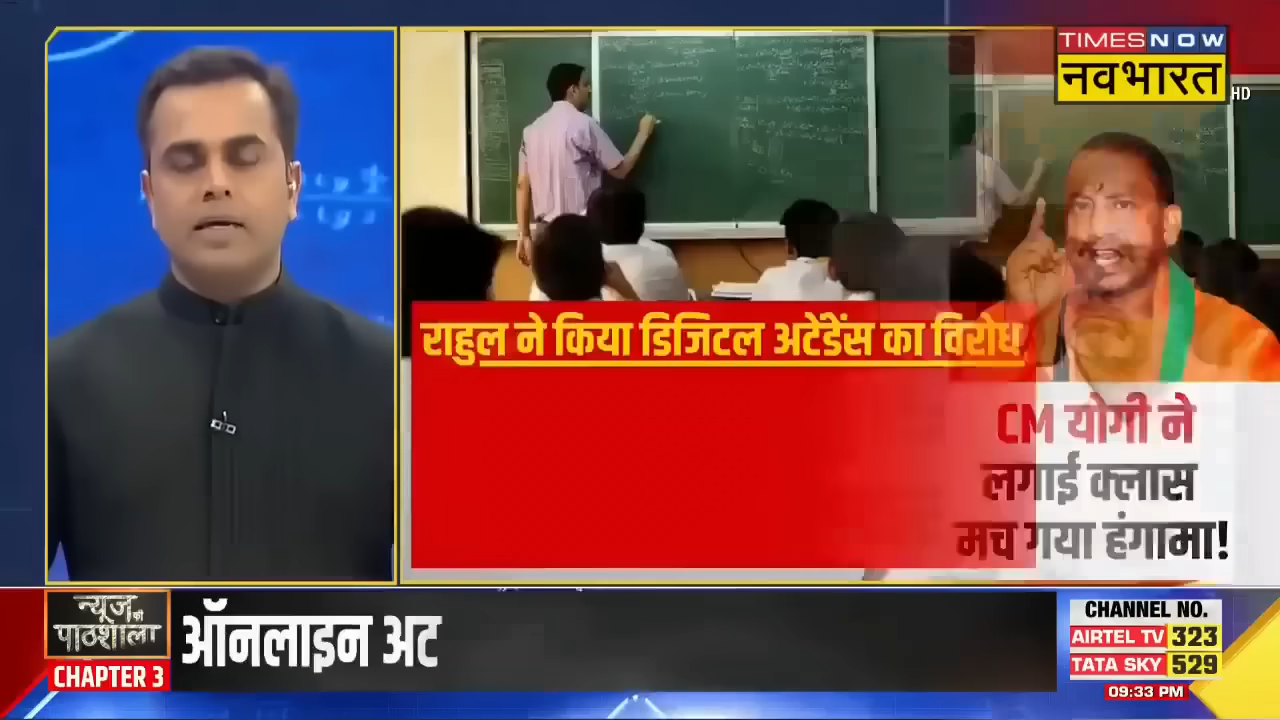 TIMES NOW
नवभारत
HD
राहुल ने किया डिजिटल अटेंडेंस का विरोध
CM योगी ने
लगाई क्लास
मच गया हंगामा!
न्यूज़ की
पाठशाला
CHAPTER 3
ऑनलाइन अट
CHANNEL NO.
AIRTEL TV 323
TATA SKY 529
09:33 PM